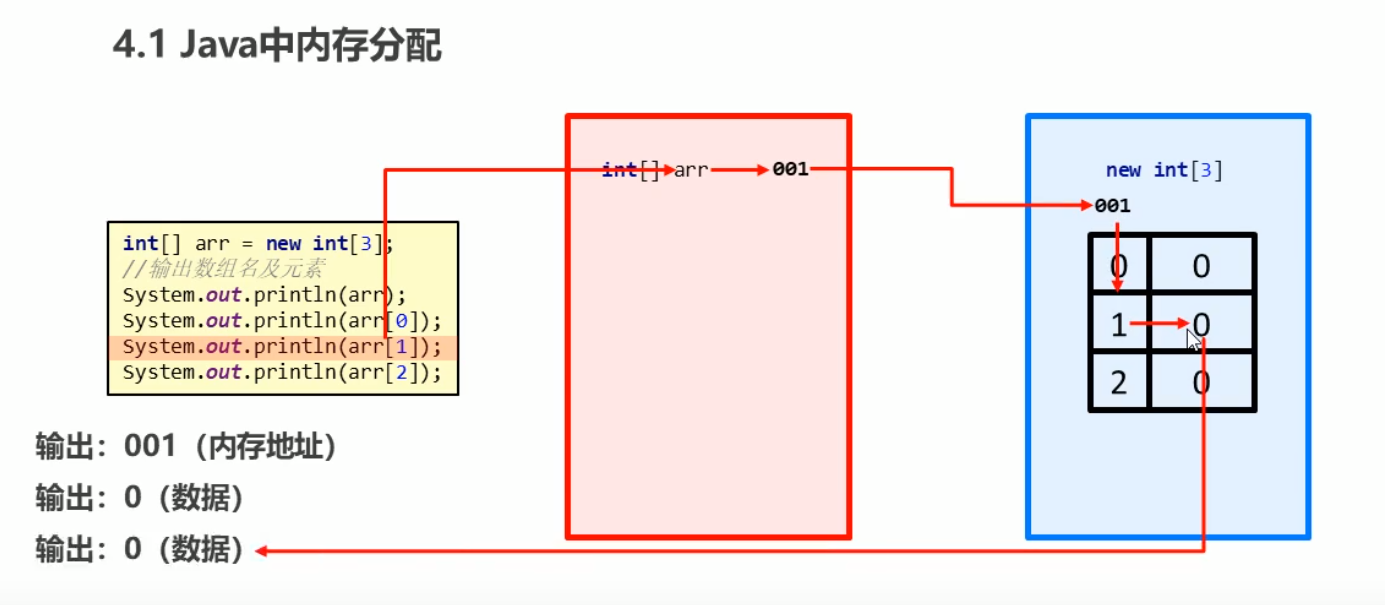 4.1 Java中内存分配
int[] arr = new int[3];
//输出数组名及元素
System.out.println(arr);
System.out.println(arr[0]);
System.out.println(arr[1]);
System.out.println(arr[2]);
输出：001（内存地址）
输出：0（数据）
输出：0（数据）
int[] arr 001
new int[3]
001
0 0
1 0
2 0